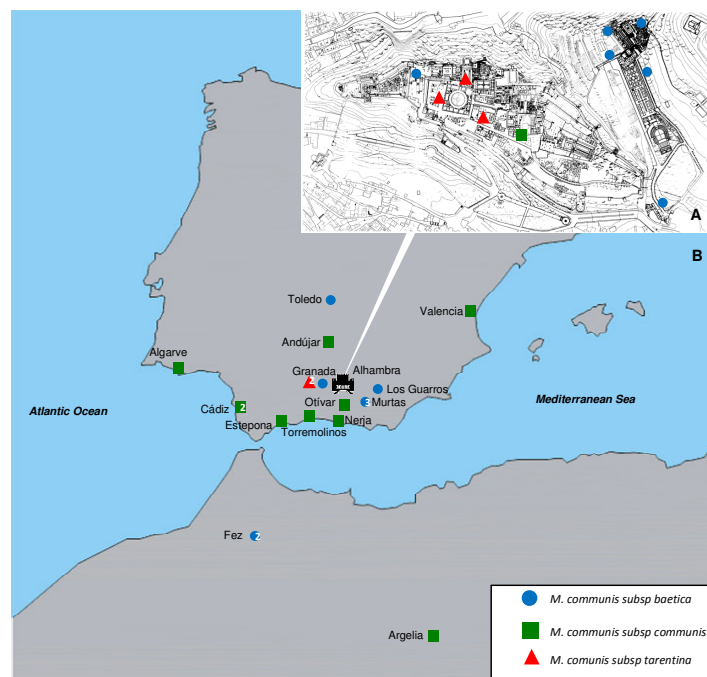 A
B
Toledo
Valencia
Andújar
Algarve
Granada
Alhambra
2
Los Guarros
Otívar
3 Murtas
Cádiz 2
Atlantic Ocean
Mediterranean Sea
Estepona
Nerja
Torremolinos
Fez 2
Argelia
M. communis subsp baetica
M. communis subsp communis
M. comunis subsp tarentina